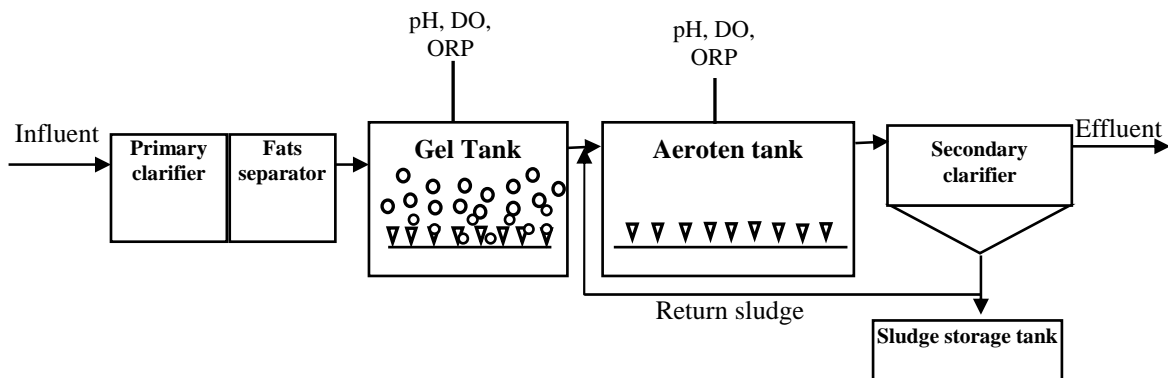 pH, DO,
ORP
pH, DO,
ORP
Influent
Primary
clarifier
Fats
separator
Gel Tank
Aeroten tank
Secondary
clarifier
Effluent
Return sludge
Sludge storage tank